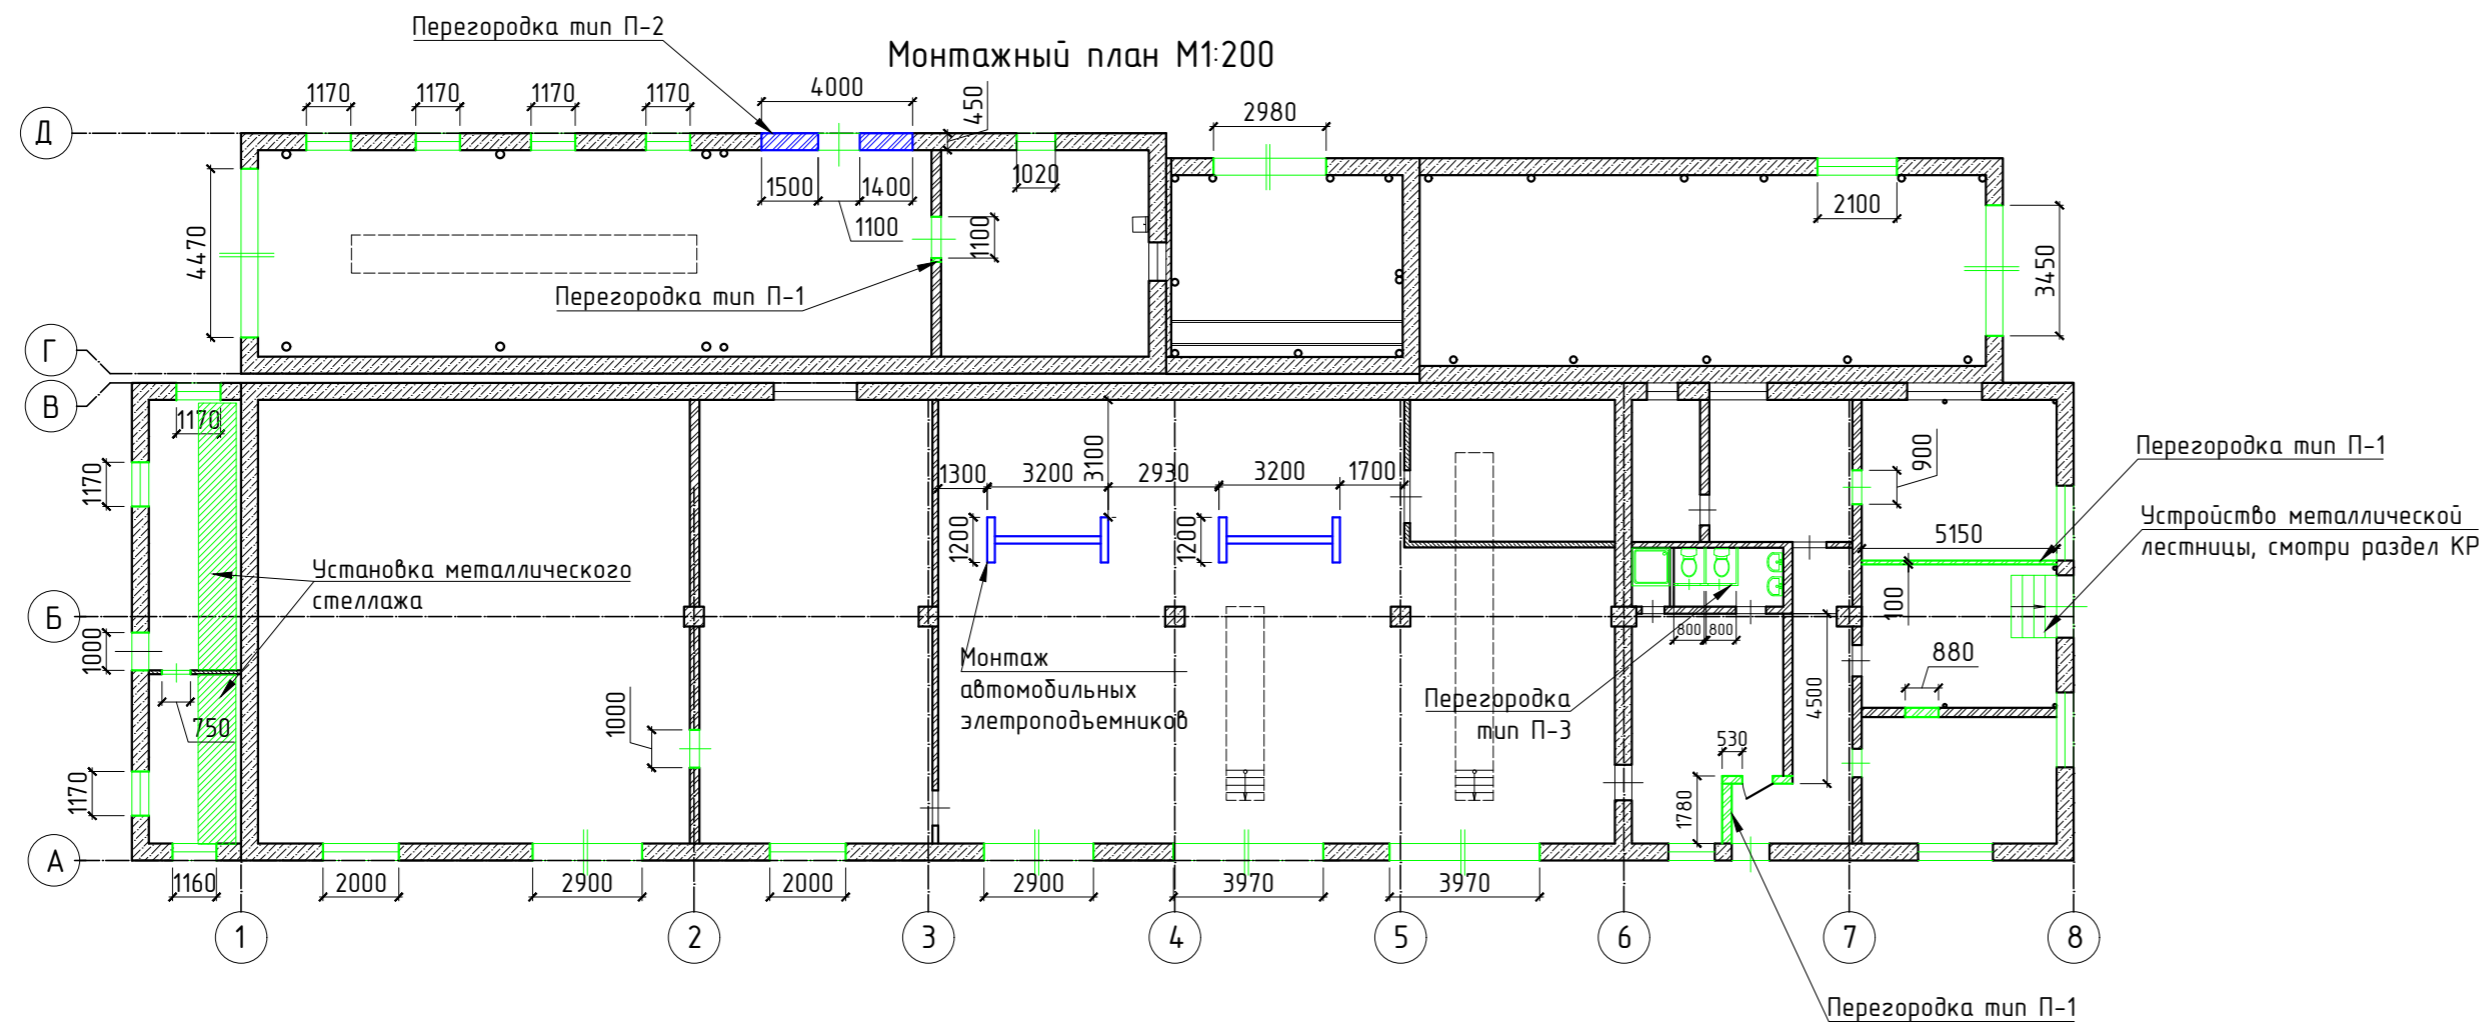 Перегородка тип П-2
Монтажный план М1:200
1170
1170
1170
1170
4000
450
2980
Д
1500
1400
1020
1100
1100
2100
4470
3450
Перегородка тип П-1
Г
В
1170
1170
3100
1300
3200
2930
3200
1700
900
Перегородка тип П-1
1200
1200
5150
Устройство металлической
лестницы, смотри раздел КР
Установка металлического
стеллажа
100
Б
1000
800
800
880
Монтаж
автомобильных
элетроподъемников
Перегородка
тип П-3
4500
750
1000
530
1170
1780
А
1160
2000
2900
2000
2900
3970
3970
1
2
3
4
5
6
7
8
Перегородка тип П-1